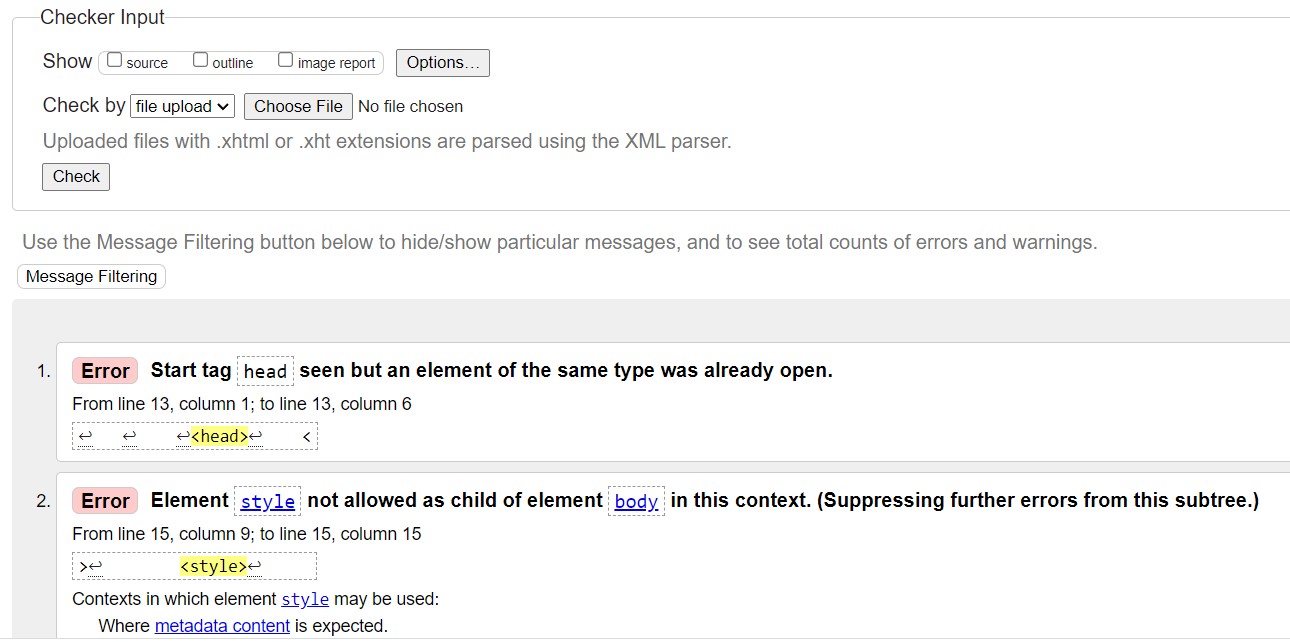 Checker Input
Show source outline image report Options...
Check by file upload Choose File No file chosen
Uploaded files with .xhtml or .xht extensions are parsed using the XML parser.
Check
Use the Message Filtering button below to hide/show particular messages, and to see total counts of errors and warnings.
Message Filtering
1. Error Start tag head seen but an element of the same type was already open.
From line 13, column 1; to line 13, column 6
↩ ↩ ↩<head>↩ <
2. Error Element style not allowed as child of element body in this context. (Suppressing further errors from this subtree.)
From line 15, column 9; to line 15, column 15
>↩ <style>↩
Contexts in which element style may be used:
Where metadata content is expected.